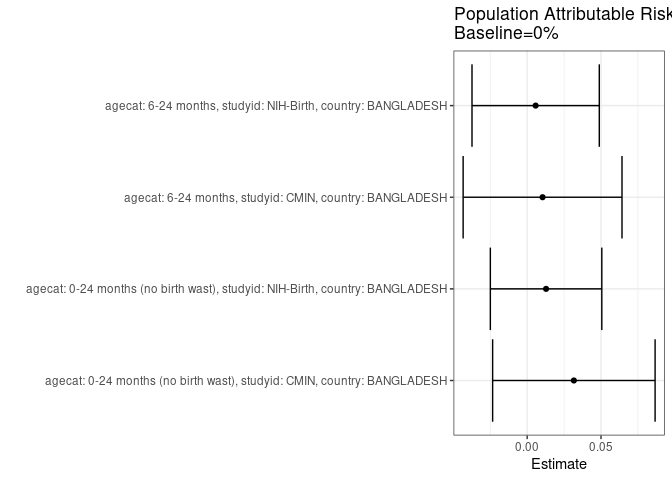 Population Attributable Risk
Baseline=0%
agecat: 6-24 months, studyid: NIH-Birth, country: BANGLADESH
agecat: 6-24 months, studyid: CMIN, country: BANGLADESH
agecat: 0-24 months (no birth wast), studyid: NIH-Birth, country: BANGLADESH
agecat: 0-24 months (no birth wast), studyid: CMIN, country: BANGLADESH
0.00 0.05
Estimate